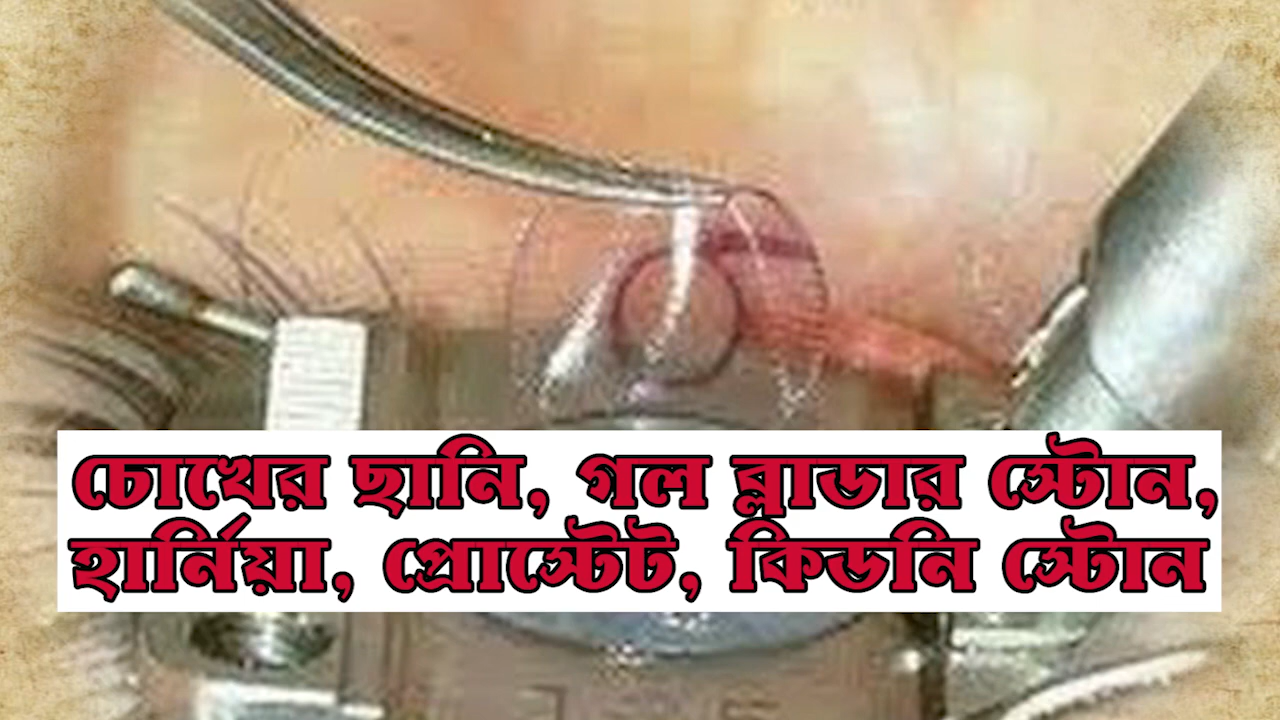 চোখের ছানি, গল ব্লাডার স্টোন,
হার্নিয়া, প্রোস্টেট, কিডনি স্টোন